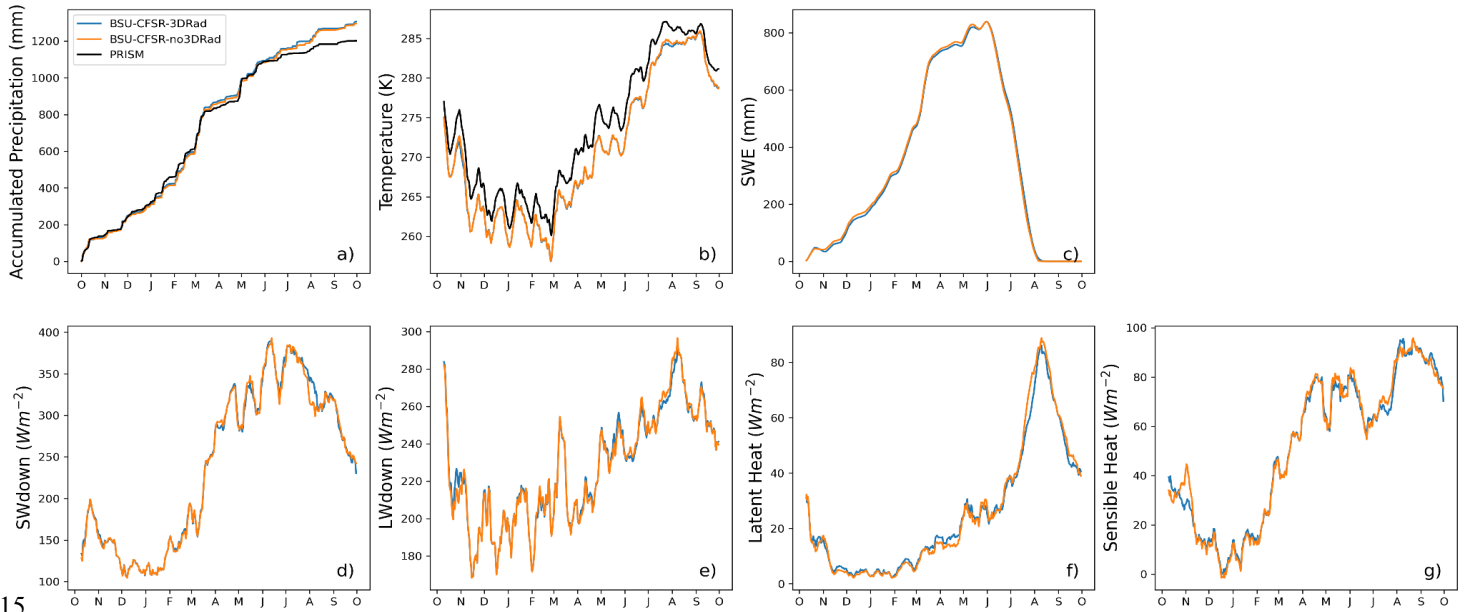 BSU-CFSR-3DRad
BSU-CFSR-no3DRad
PRISM
Accumulated Precipitation (mm)
1200
1000
800
600
400
200
0
O N D J F M A M J J A S O
a)
Temperature (K)
285
280
275
270
265
260
O N D J F M A M J J A S O
b)
SWE (mm)
800
600
400
200
0
O N D J F M A M J J A S O
c)
SWdown (Wm−2)
400
350
300
250
200
150
100
O N D J F M A M J J A S O
d)
LWdown (Wm−2)
300
280
260
240
220
200
180
O N D J F M A M J J A S O
e)
Latent Heat (Wm−2)
80
60
40
20
0
O N D J F M A M J J A S O
f)
Sensible Heat (Wm−2)
100
80
60
40
20
0
O N D J F M A M J J A S O
g)
15